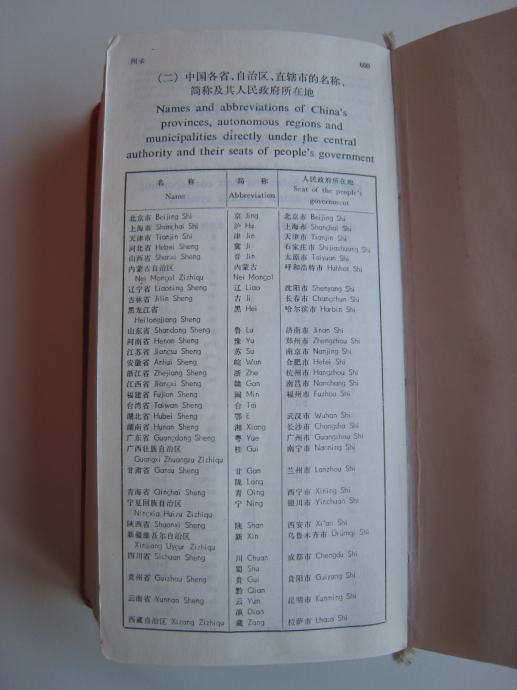 附录 600
(二) 中国各省、自治区、直辖市的名称、
简称及其人民政府所在地
Names and abbreviations of China's
provinces, autonomous regions and
municipalities directly under the central
authority and their seats of people's government
名 称 简 称 人民政府所在地
Name Abbreviation Seat of the people's
government
北京市 Beijing Shi 京 Jing 北京市 Beijing Shi
上海市 Shanghai Shi 沪 Hu 上海市 Shanghai Shi
天津市 Tianjin Shi 津 Jin 天津市 Tianjin Shi
河北省 Hebei Sheng 冀 Ji 石家庄市 Shijiazhuang Shi
山西省 Shanxi Sheng 晋 Jin 太原市 Taiyuan Shi
内蒙古自治区 内蒙古 呼和浩特市 Huhhot Shi
Nei Mongol Zizhiqu Nei Mongol
辽宁省 Liaoning Sheng 辽 Liao 沈阳市 Shenyang Shi
吉林省 Jilin Sheng 吉 Ji 长春市 Changchun Shi
黑龙江省 黑 Hei 哈尔滨市 Harbin Shi
Heilongjiang Sheng
山东省 Shandong Sheng 鲁 Lu 济南市 Jinan Shi
河南省 Henan Sheng 豫 Yu 郑州市 Zhengzhou Shi
江苏省 Jiangsu Sheng 苏 Su 南京市 Nanjing Shi
安徽省 Anhui Sheng 皖 Wan 合肥市 Hefei Shi
浙江省 Zhejiang Sheng 浙 Zhe 杭州市 Hangzhou Shi
江西省 Jiangxi Sheng 赣 Gan 南昌市 Nanchang Shi
福建省 Fujian Sheng 闽 Min 福州市 Fuzhou Shi
台湾省 Taiwan Sheng 台 Tai
湖北省 Hubei Sheng 鄂 E 武汉市 Wuhan Shi
湖南省 Hunan Sheng 湘 Xiang 长沙市 Changsha Shi
广东省 Guangdong Sheng 粤 Yue 广州市 Guangzhou Shi
广西壮族自治区 桂 Gui 南宁市 Nanning Shi
Guangxi Zhuangzu Zizhiqu
甘肃省 Gansu Sheng 甘 Gan 兰州市 Lanzhou Shi
陇 Long
青海省 Qinghai Sheng 青 Qing 西宁市 Xining Shi
宁夏回族自治区 宁 Ning 银川市 Yinchuan Shi
Ningxia Huizu Zizhiqu
陕西省 Shaanxi Sheng 陕 Shan 西安市 Xi'an Shi
新疆维吾尔自治区 新 Xin 乌鲁木齐市 Ürümqi Shi
Xinjiang Uygur Zizhiqu
四川省 Sichuan Sheng 川 Chuan 成都市 Chengdu Shi
蜀 Shu
贵州省 Guizhou Sheng 贵 Gui 贵阳市 Guiyang Shi
黔 Qian
云南省 Yunnan Sheng 云 Yun 昆明市 Kunming Shi
滇 Dian
西藏自治区 Xizang Zizhiqu 藏 Zang 拉萨市 Lhasa Shi